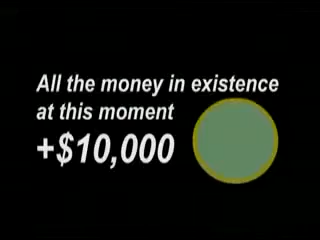 All the money in existence
at this moment
+$10,000